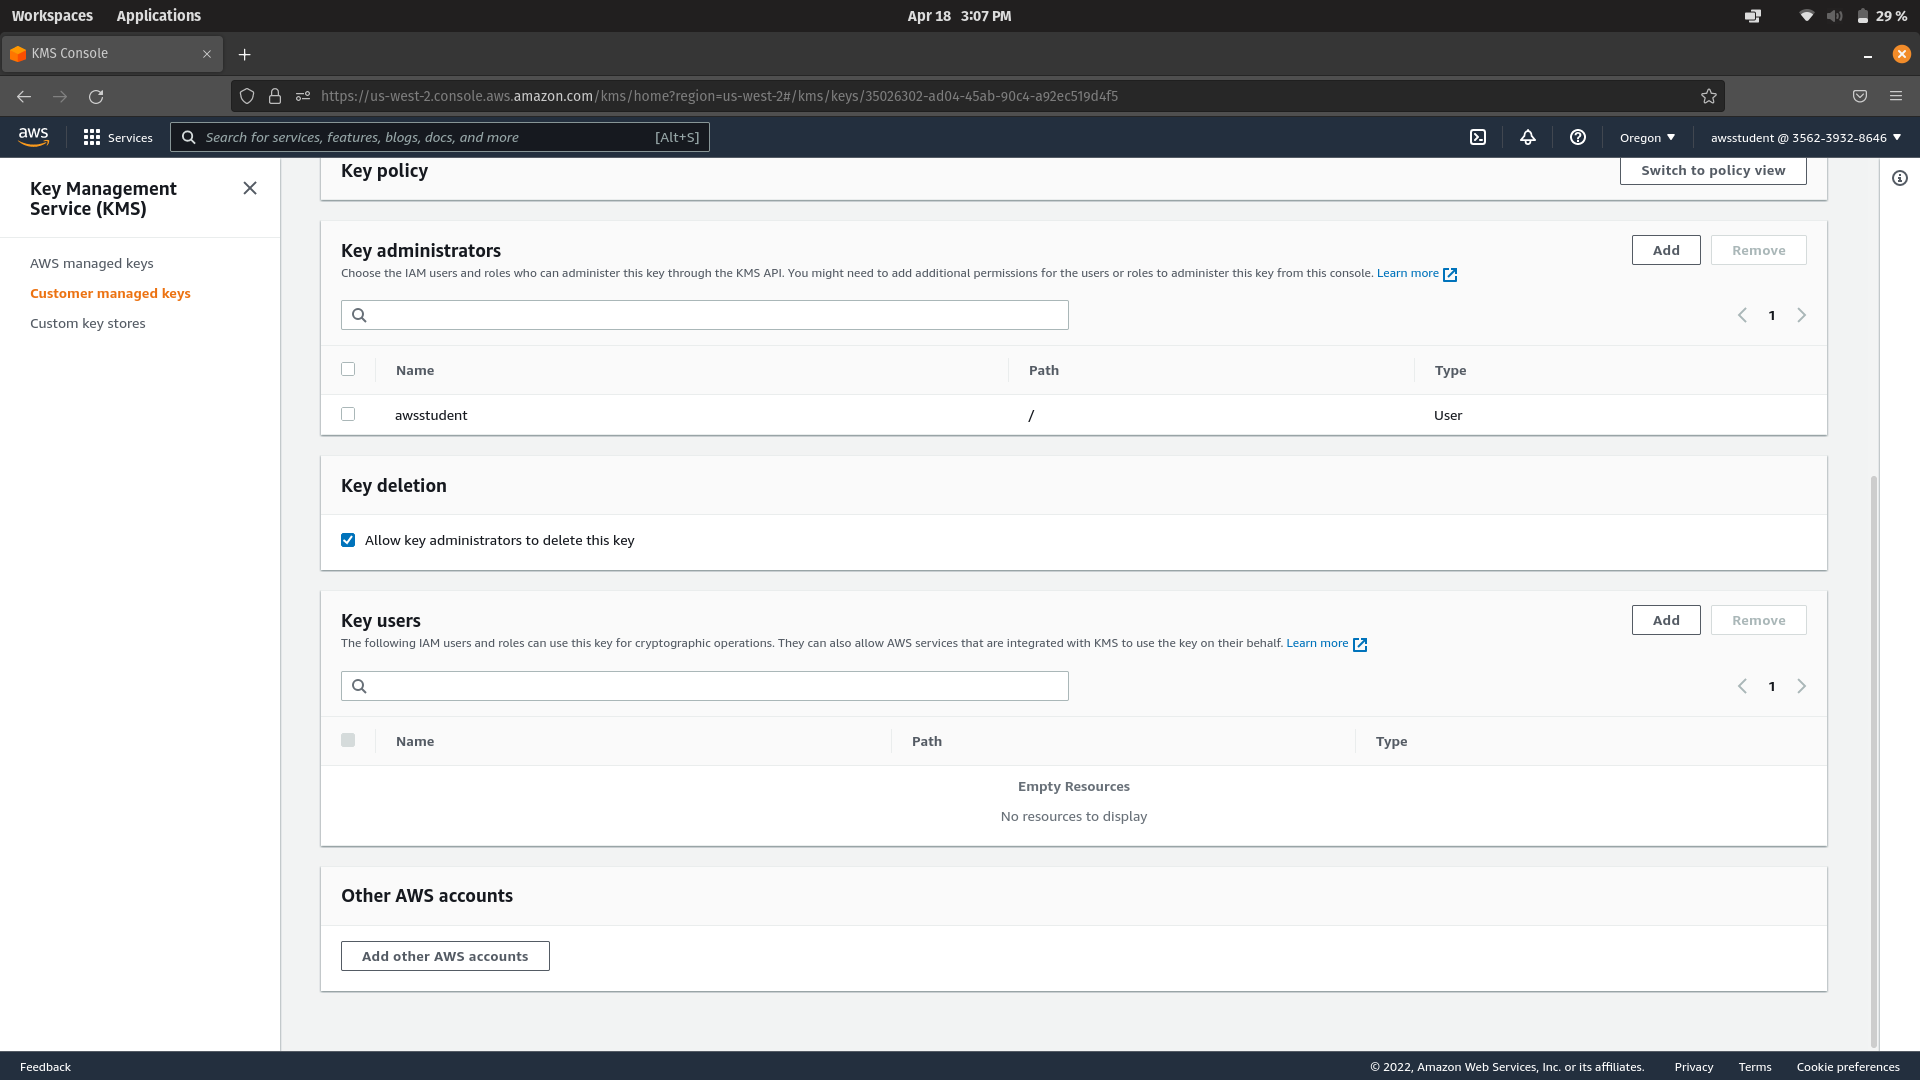 Workspaces Applications Apr 18 3:07 PM 29 %
KMS Console
https://us-west-2.console.aws.amazon.com/kms/home?region=us-west-2#/kms/keys/35026302-ad04-45ab-90c4-a92ec519d4f5
aws Services Search for services, features, blogs, docs, and more [Alt+S] Oregon awsstudent @ 3562-3932-8646
Key Management
Service (KMS)
AWS managed keys
Customer managed keys
Custom key stores
Key policy Switch to policy view
Key administrators Add Remove
Choose the IAM users and roles who can administer this key through the KMS API. You might need to add additional permissions for the users or roles to administer this key from this console. Learn more
1
Name Path Type
awsstudent / User
Key deletion
Allow key administrators to delete this key
Key users Add Remove
The following IAM users and roles can use this key for cryptographic operations. They can also allow AWS services that are integrated with KMS to use the key on their behalf. Learn more
1
Name Path Type
Empty Resources
No resources to display
Other AWS accounts
Add other AWS accounts
Feedback © 2022, Amazon Web Services, Inc. or its affiliates. Privacy Terms Cookie preferences